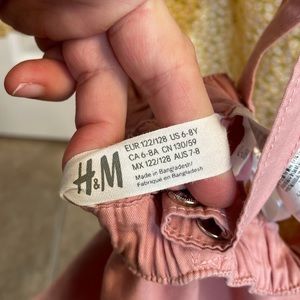 H&M
EUR 122/128 US 6-8Y
CA 6-8A CN 130/59
MX 122/128 AUS 7-8
Made in Bangladesh/
Fabriqué en Bangladesh